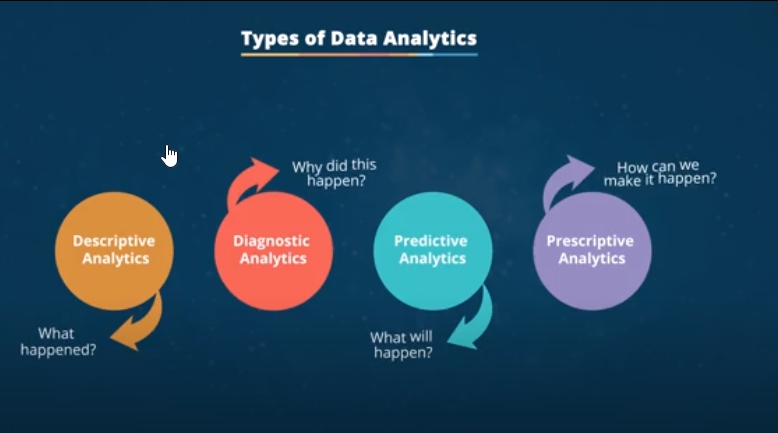 Types of Data Analytics
Descriptive
Analytics
What
happened?
Diagnostic
Analytics
Why did this
happen?
Predictive
Analytics
What will
happen?
Prescriptive
Analytics
How can we
make it happen?